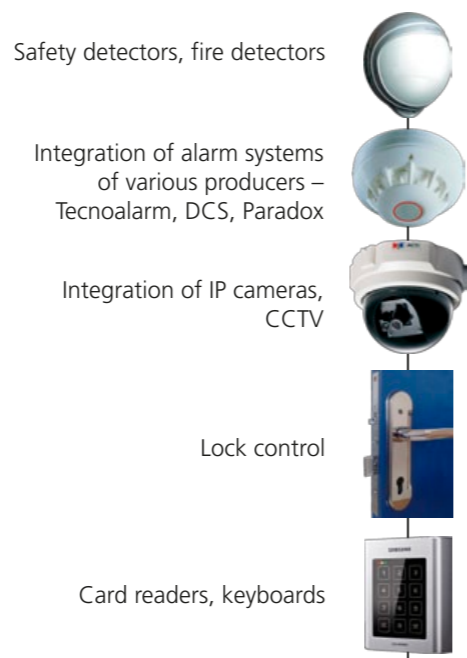 Safety detectors, fire detectors
Integration of alarm systems
of various producers –
Tecnoalarm, DCS, Paradox
Integration of IP cameras,
CCTV
Lock control
SAMSUNG
Card readers, keyboards